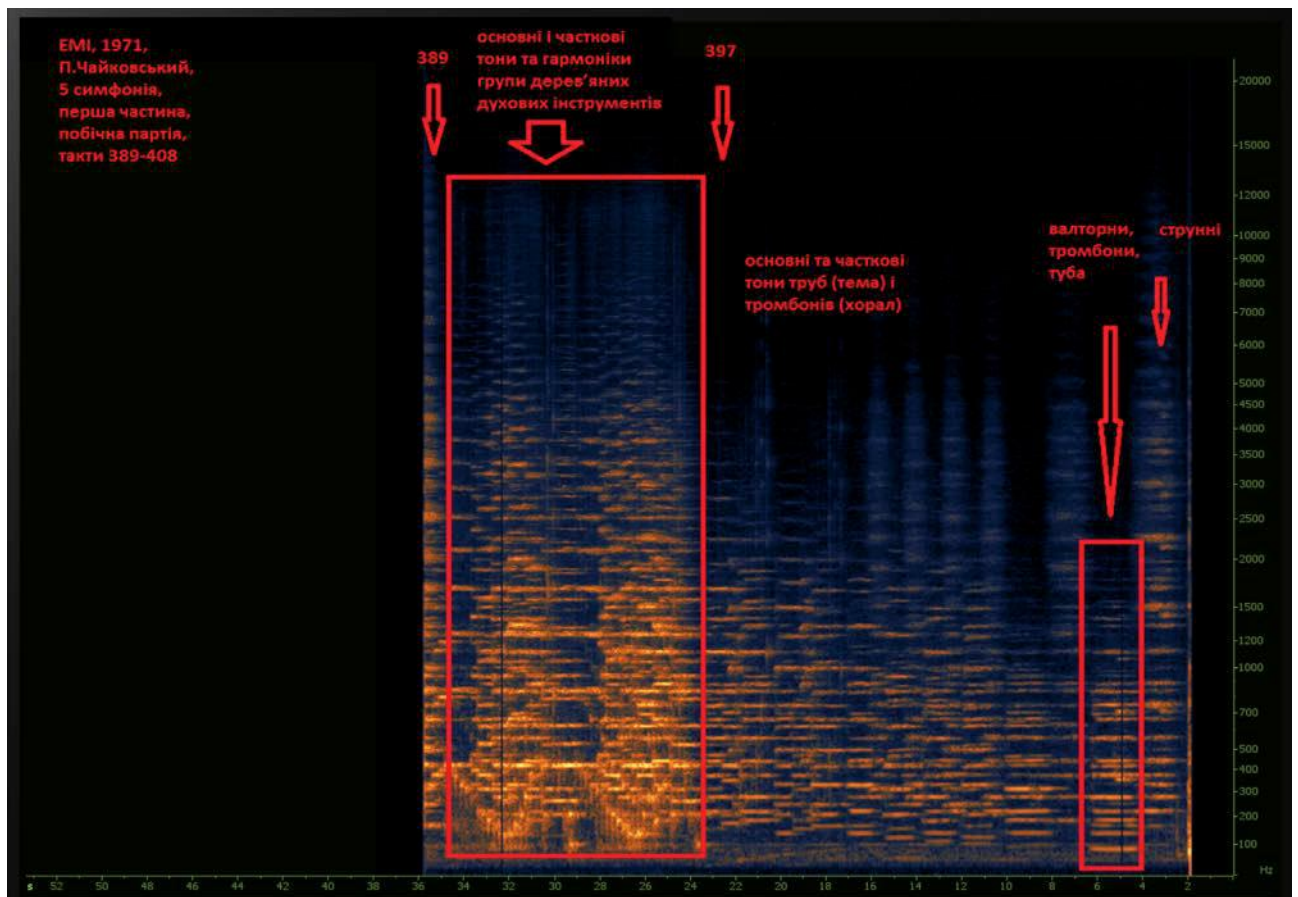 ЕМІ, 1971,
П.Чайковський,
5 симфонія,
перша частина,
побічна партія,
такти 389-408
389
основні і часткові
тони та гармоніки
групи дерев’яних
духових інструментів
397
основні та часткові
тони труб (тема) і
тромбонів (хорал)
валторни,
тромбони,
туба
струнні
20000
15000
12000
10000
9000
8000
7000
6000
5000
4500
4000
3500
3000
2500
2000
1500
1200
1000
700
500
400
300
200
100
Hz
s 52 50 48 46 44 42 40 38 36 34 32 30 28 26 24 22 20 18 16 14 12 10 8 6 4 2